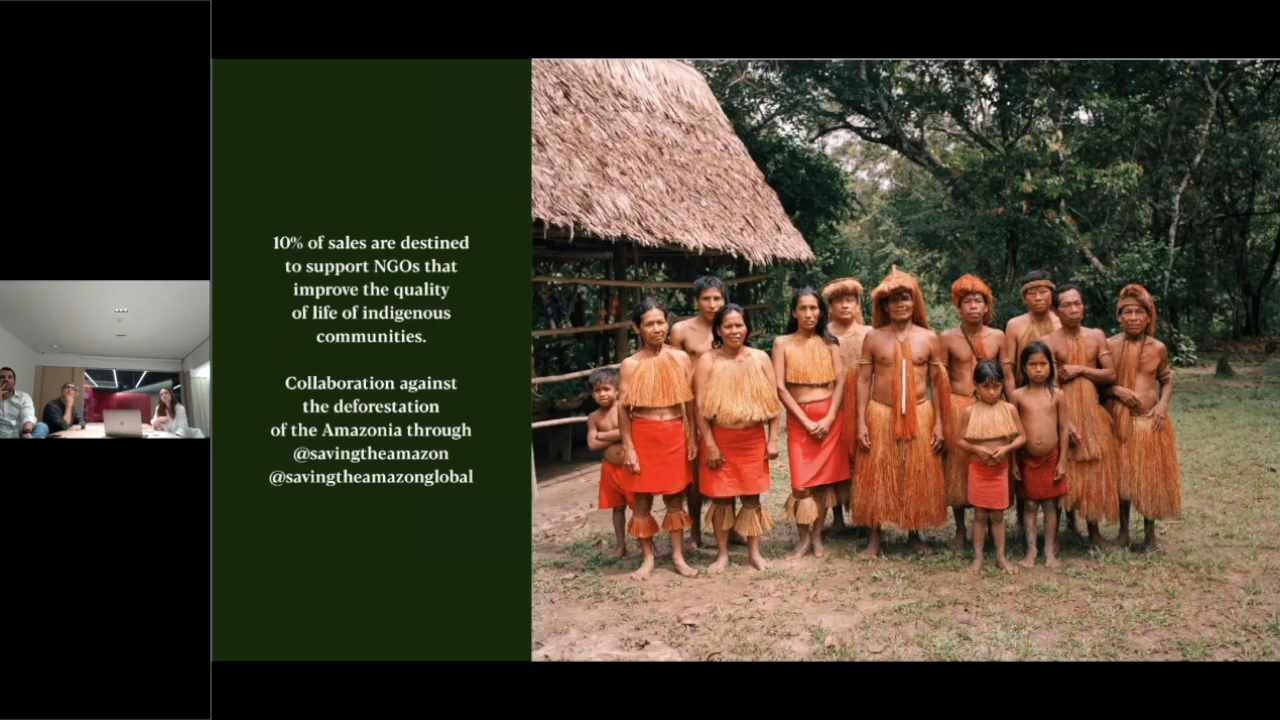 10% of sales are destined
to support NGOs that
improve the quality
of life of indigenous
communities.
Collaboration against
the deforestation
of the Amazonia through
@savingtheamazon
@savingtheamazonglobal